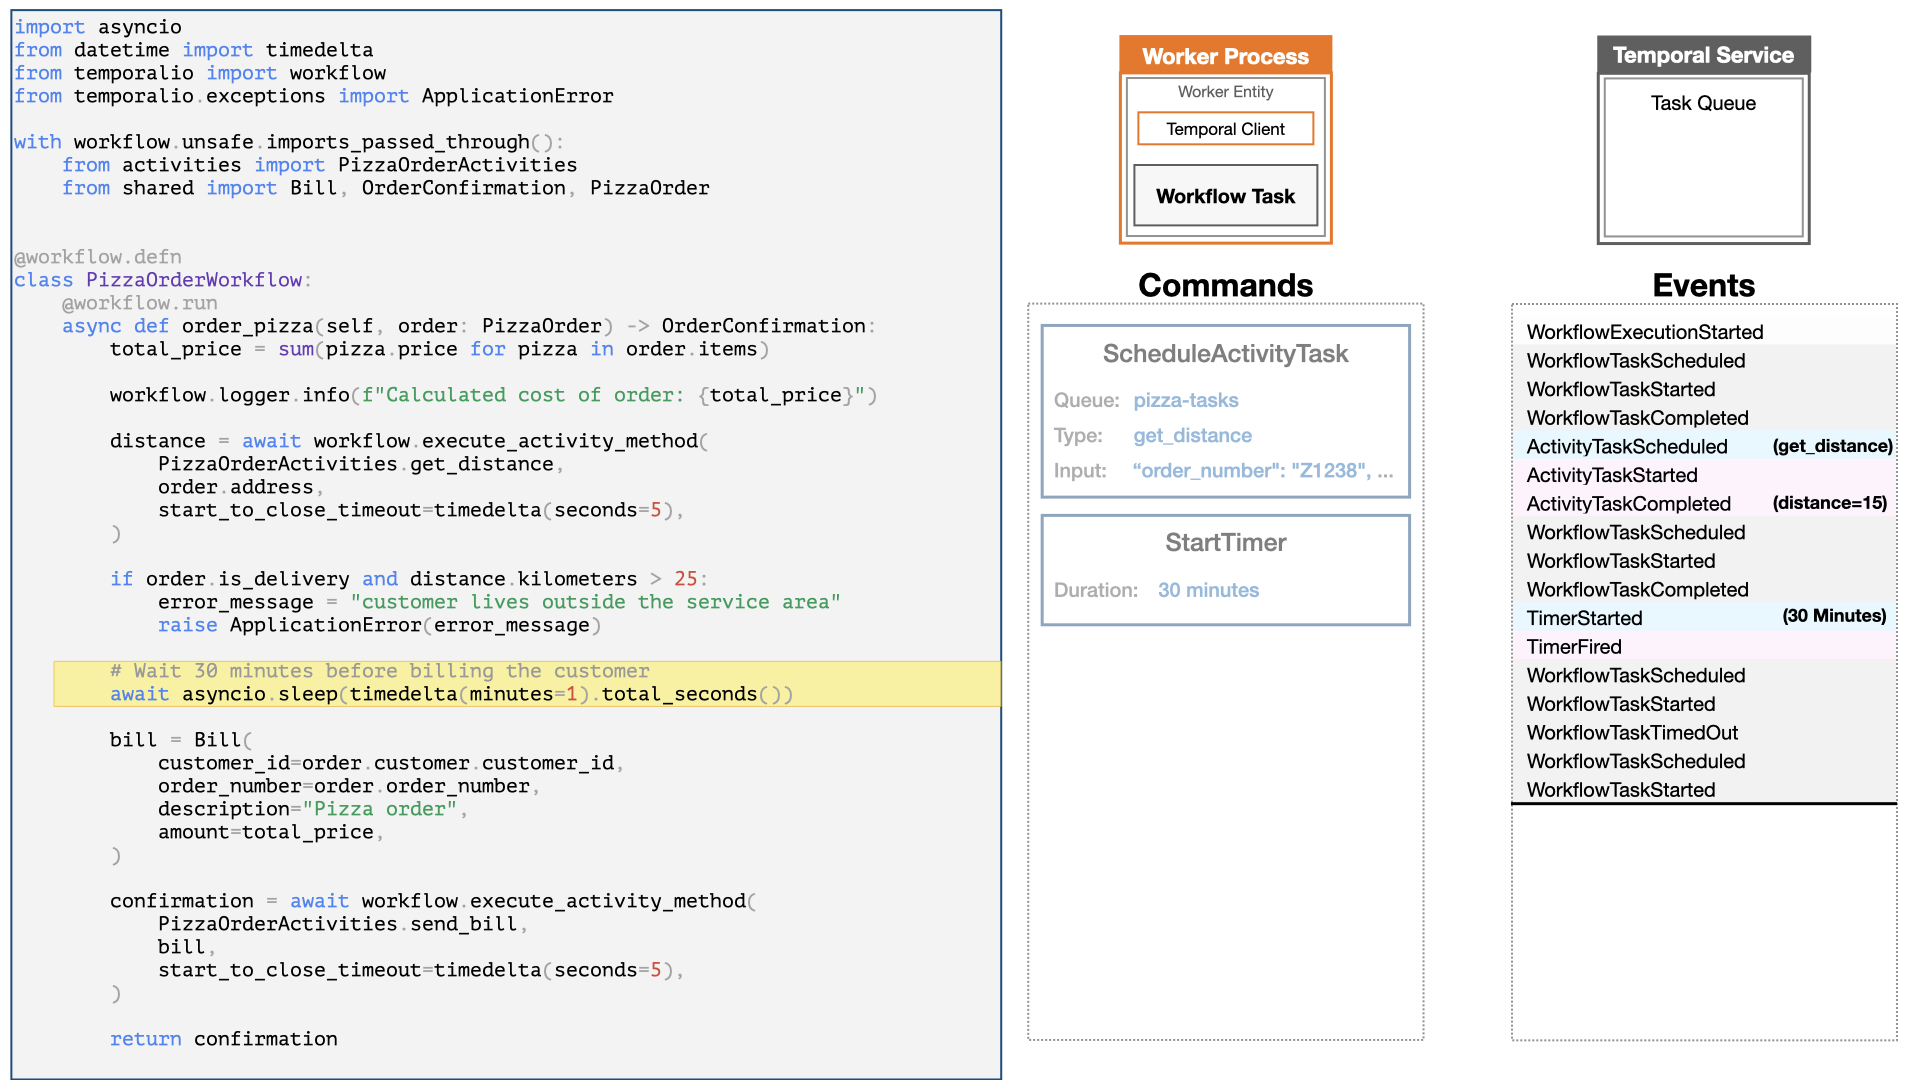 import asyncio
from datetime import timedelta
from temporalio import workflow
from temporalio.exceptions import ApplicationError
with workflow.unsafe.imports_passed_through():
    from activities import PizzaOrderActivities
    from shared import Bill, OrderConfirmation, PizzaOrder
@workflow.defn
class PizzaOrderWorkflow:
    @workflow.run
    async def order_pizza(self, order: PizzaOrder) -> OrderConfirmation:
        total_price = sum(pizza.price for pizza in order.items)
        workflow.logger.info(f"Calculated cost of order: {total_price}")
        distance = await workflow.execute_activity_method(
            PizzaOrderActivities.get_distance,
            order.address,
            start_to_close_timeout=timedelta(seconds=5),
        )
        if order.is_delivery and distance.kilometers > 25:
            error_message = "customer lives outside the service area"
            raise ApplicationError(error_message)
        # Wait 30 minutes before billing the customer
        await asyncio.sleep(timedelta(minutes=1).total_seconds())
        bill = Bill(
            customer_id=order.customer.customer_id,
            order_number=order.order_number,
            description="Pizza order",
            amount=total_price,
        )
        confirmation = await workflow.execute_activity_method(
            PizzaOrderActivities.send_bill,
            bill,
            start_to_close_timeout=timedelta(seconds=5),
        )
        return confirmation
Worker Process
Worker Entity
Temporal Client
Workflow Task
Commands
ScheduleActivityTask
Queue: pizza-tasks
Type: get_distance
Input: “order_number": "Z1238", ...
StartTimer
Duration: 30 minutes
Temporal Service
Task Queue
Events
WorkflowExecutionStarted
WorkflowTaskScheduled
WorkflowTaskStarted
WorkflowTaskCompleted
ActivityTaskScheduled (get_distance)
ActivityTaskStarted
ActivityTaskCompleted (distance=15)
WorkflowTaskScheduled
WorkflowTaskStarted
WorkflowTaskCompleted
TimerStarted (30 Minutes)
TimerFired
WorkflowTaskScheduled
WorkflowTaskStarted
WorkflowTaskTimedOut
WorkflowTaskScheduled
WorkflowTaskStarted